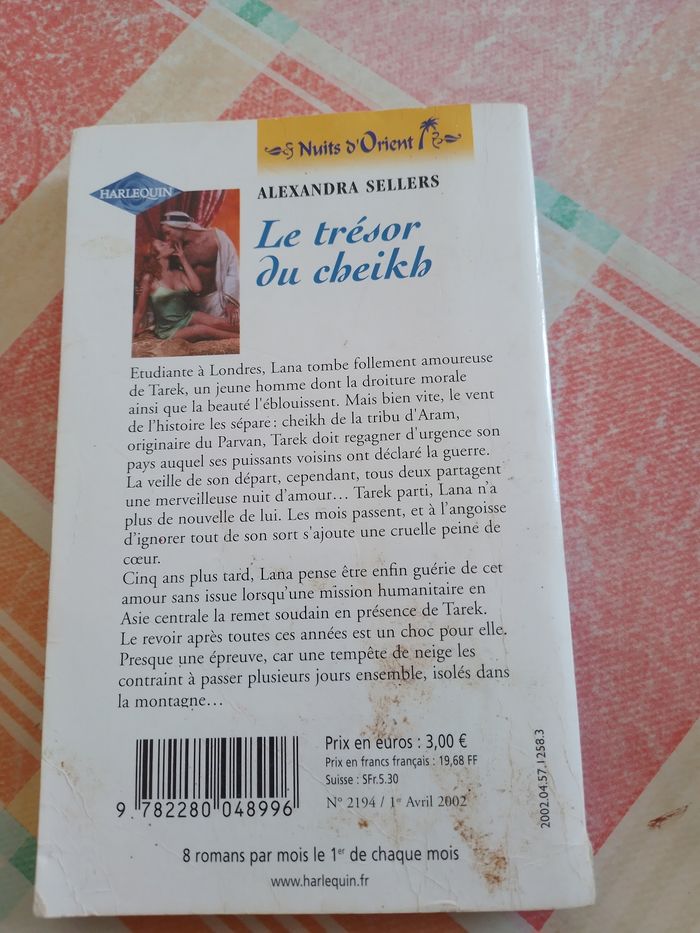 Nuits d'Orient
HARLEQUIN
ALEXANDRA SELLERS
Le trésor
du cheikh
Etudiante à Londres, Lana tombe follement amoureuse
de Tarek, un jeune homme dont la droiture morale
ainsi que la beauté l'éblouissent. Mais bien vite, le vent
de l'histoire les sépare : cheikh de la tribu d'Aram,
originaire du Parvan, Tarek doit regagner d'urgence son
pays auquel ses puissants voisins ont déclaré la guerre.
La veille de son départ, cependant, tous deux partagent
une merveilleuse nuit d'amour… Tarek parti, Lana n'a
plus de nouvelle de lui. Les mois passent, et à l'angoisse
d'ignorer tout de son sort s'ajoute une cruelle peine de
cœur.
Cinq ans plus tard, Lana pense être enfin guérie de cet
amour sans issue lorsqu'une mission humanitaire en
Asie centrale la remet soudain en présence de Tarek.
Le revoir après toutes ces années est un choc pour elle.
Presque une épreuve, car une tempête de neige les
contraint à passer plusieurs jours ensemble, isolés dans
la montagne…
9 782280 048996
Prix en euros : 3,00 €
Prix en francs français : 19,68 FF
Suisse : SFr.5.30
N° 2194 / 1er Avril 2002
2002.04.57.1258.3
8 romans par mois le 1er de chaque mois
www.harlequin.fr